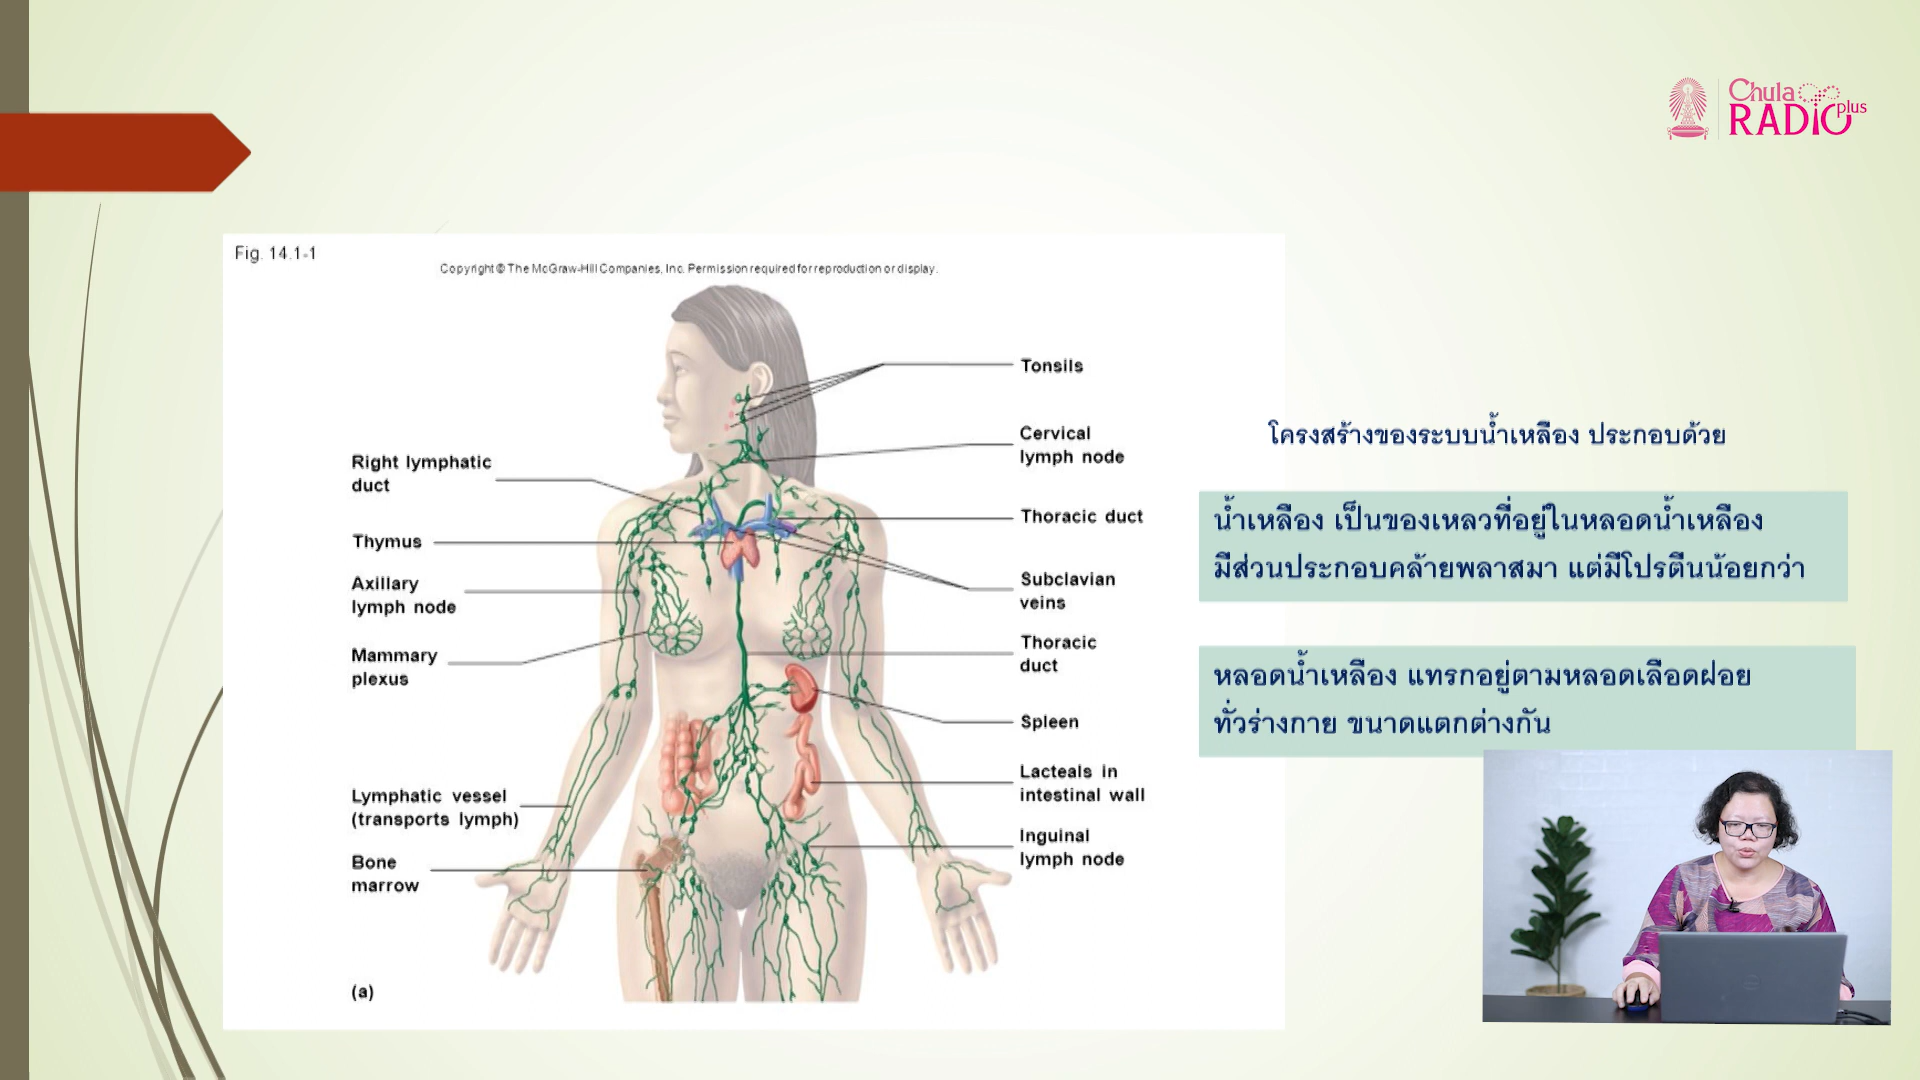 Chula
RADIO plus
Fig. 14.1-1
Copyright © The McGraw-Hill Companies, Inc. Permission required for reproduction or display.
Tonsils
Cervical
lymph node
Right lymphatic
duct
Thoracic duct
Thymus
Axillary
lymph node
Subclavian
veins
Mammary
plexus
Thoracic
duct
Spleen
Lymphatic vessel
(transports lymph)
Lacteals in
intestinal wall
Bone
marrow
Inguinal
lymph node
(a)
โครงสร้างของระบบน้ำเหลือง ประกอบด้วย
น้ำเหลือง เป็นของเหลวที่อยู่ในหลอดน้ำเหลือง
มีส่วนประกอบคล้ายพลาสมา แต่มีโปรตีนน้อยกว่า
หลอดน้ำเหลือง แทรกอยู่ตามหลอดเลือดฝอย
ทั่วร่างกาย ขนาดแตกต่างกัน